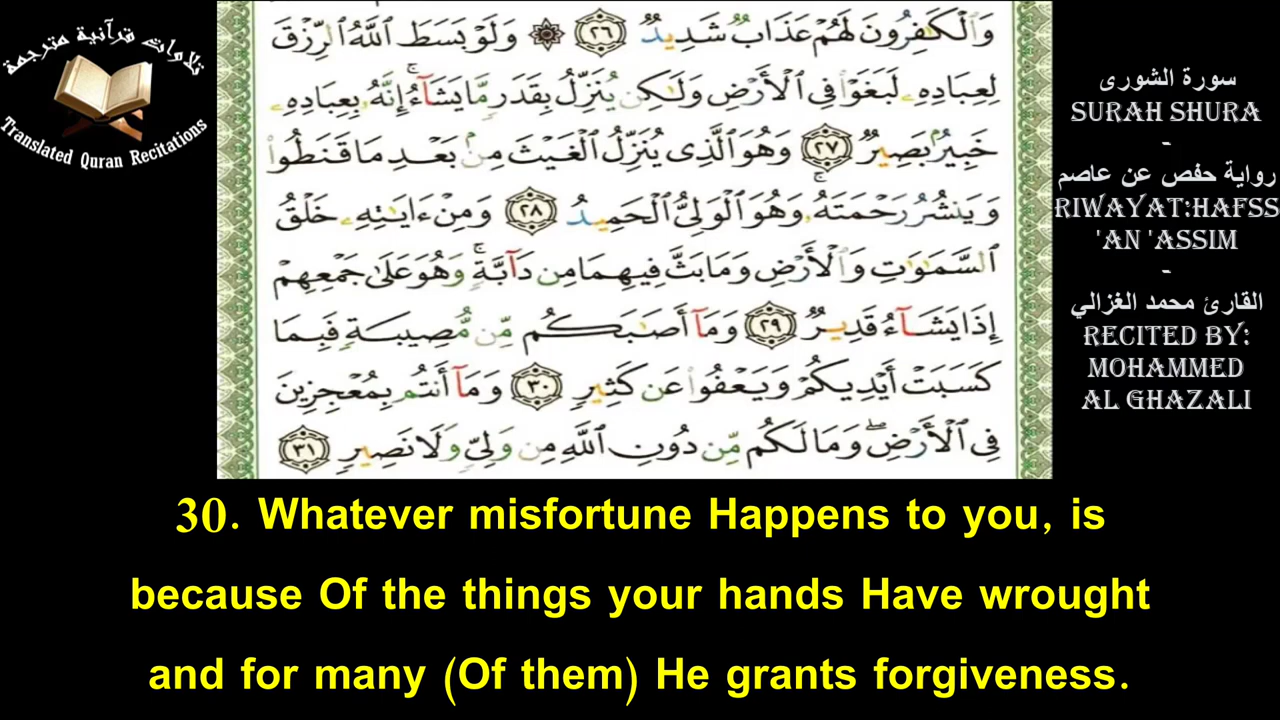 تلاوات قرآنية مترجمة
Translated Quran Recitations
وَٱلْكَٰفِرُونَ لَهُمْ عَذَابٌ شَدِيدٌ ٢٦ ۞ وَلَوْ بَسَطَ ٱللَّهُ ٱلرِّزْقَ
لِعِبَادِهِۦ لَبَغَوْا۟ فِى ٱلْأَرْضِ وَلَٰكِن يُنَزِّلُ بِقَدَرٍ مَّا يَشَآءُ ۚ إِنَّهُۥ بِعِبَادِهِۦ
خَبِيرٌۢ بَصِيرٌ ٢٧ وَهُوَ ٱلَّذِى يُنَزِّلُ ٱلْغَيْثَ مِنۢ بَعْدِ مَا قَنَطُوا۟
وَيَنشُرُ رَحْمَتَهُۥ ۚ وَهُوَ ٱلْوَلِىُّ ٱلْحَمِيدُ ٢٨ وَمِنْ ءَايَٰتِهِۦ خَلْقُ
ٱلسَّمَٰوَٰتِ وَٱلْأَرْضِ وَمَا بَثَّ فِيهِمَا مِن دَآبَّةٍ ۚ وَهُوَ عَلَىٰ جَمْعِهِمْ
إِذَا يَشَآءُ قَدِيرٌ ٢٩ وَمَآ أَصَٰبَكُم مِّن مُّصِيبَةٍ فَبِمَا
كَسَبَتْ أَيْدِيكُمْ وَيَعْفُوا۟ عَن كَثِيرٍ ٣٠ وَمَآ أَنتُم بِمُعْجِزِينَ
فِى ٱلْأَرْضِ ۖ وَمَا لَكُم مِّن دُونِ ٱللَّهِ مِن وَلِىٍّ وَلَا نَصِيرٍ ٣١
سورة الشورى
SURAH SHURA
-
رواية حفص عن عاصم
RIWAYAT:HAFSS
'AN 'ASSIM
-
القارئ محمد الغزالي
RECITED BY:
MOHAMMED
AL GHAZALI
30. Whatever misfortune Happens to you, is
because Of the things your hands Have wrought
and for many (Of them) He grants forgiveness.